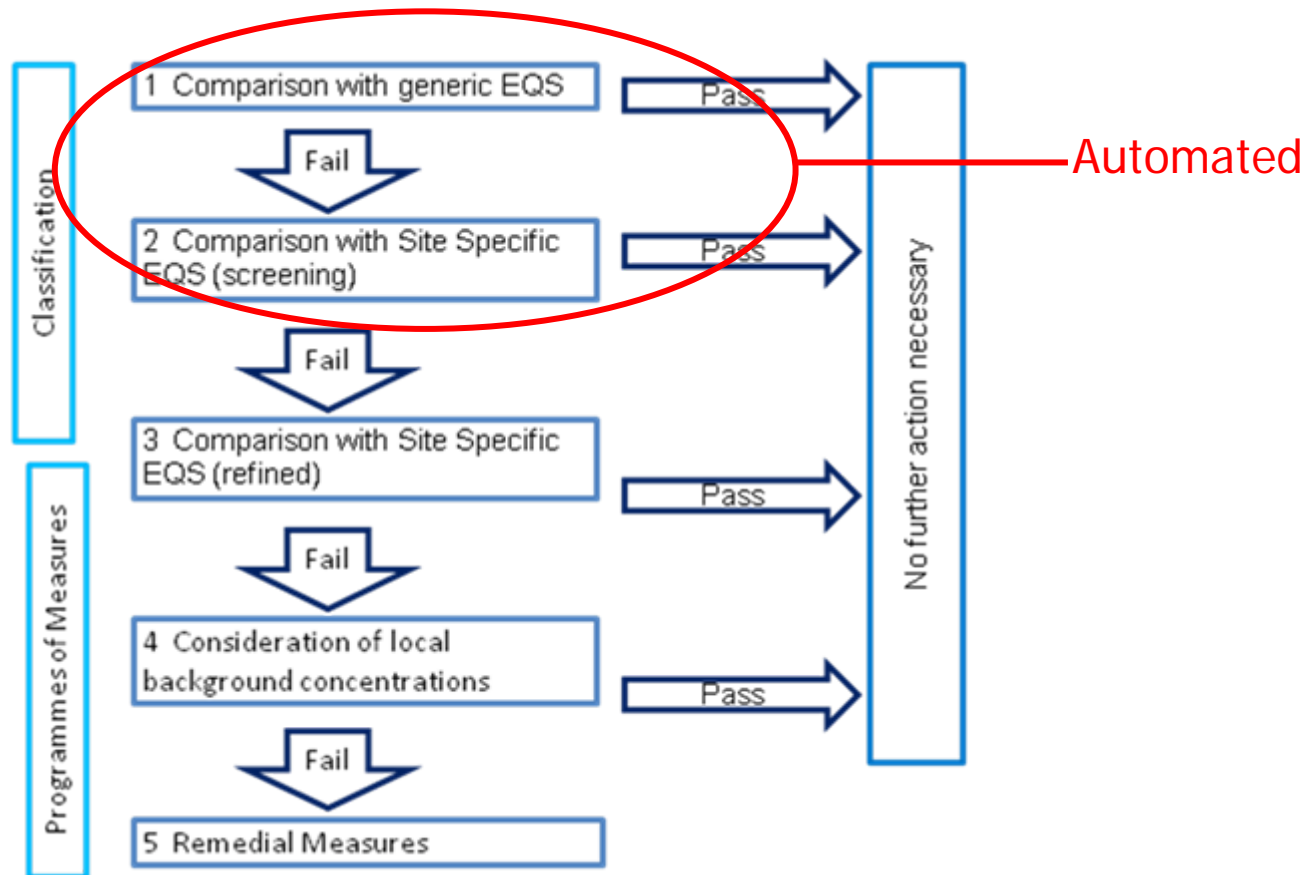 Classification
1 Comparison with generic EQS
Pass
Automated
Fail
2 Comparison with Site Specific
EQS (screening)
Pass
Fail
No further action necessary
3 Comparison with Site Specific
EQS (refined)
Pass
Programmes of Measures
Fail
4 Consideration of local
background concentrations
Pass
Fail
5 Remedial Measures